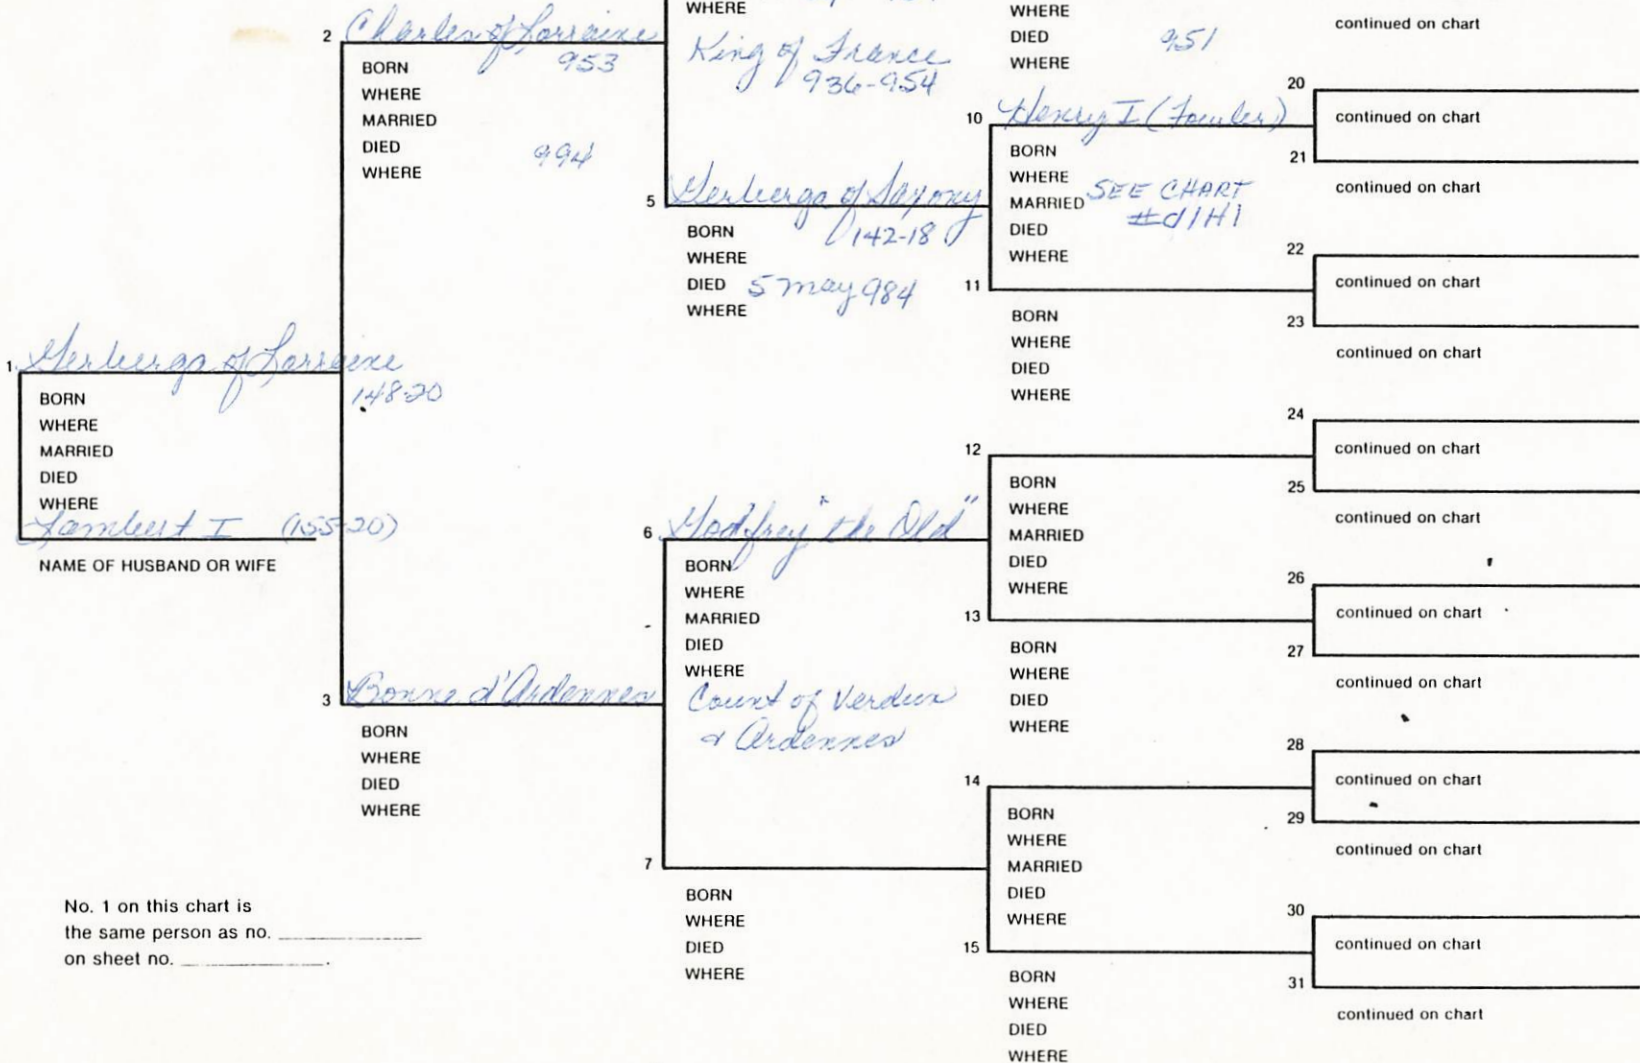 WHERE
WHERE
DIED 951
WHERE
continued on chart
2 Charles of Lorraine
BORN 953
WHERE
MARRIED
DIED 994
WHERE
King of France
936-954
20
continued on chart
21
continued on chart
10 Henry I (Fowler)
BORN
WHERE
MARRIED SEE CHART
DIED
WHERE
5 Gerberga of Saxony
BORN 142-18
WHERE
DIED 5 May 984
WHERE
22
continued on chart
23
continued on chart
11
BORN
WHERE
DIED
WHERE
1. Gerberga of Lorraine
148-20
BORN
WHERE
MARRIED
DIED
WHERE
Lambert I (155-20)
NAME OF HUSBAND OR WIFE
24
continued on chart
25
continued on chart
12
BORN
WHERE
MARRIED
DIED
WHERE
6 Godfrey "the Old"
BORN
WHERE
MARRIED
DIED
WHERE
Count of Verdun
& Ardennes
26
continued on chart
27
continued on chart
13
BORN
WHERE
DIED
WHERE
3 Bonne d'Ardennes
BORN
WHERE
DIED
WHERE
28
continued on chart
29
continued on chart
14
BORN
WHERE
MARRIED
DIED
WHERE
7
BORN
WHERE
DIED
WHERE
30
continued on chart
31
continued on chart
15
BORN
WHERE
DIED
WHERE
No. 1 on this chart is
the same person as no.
on sheet no.